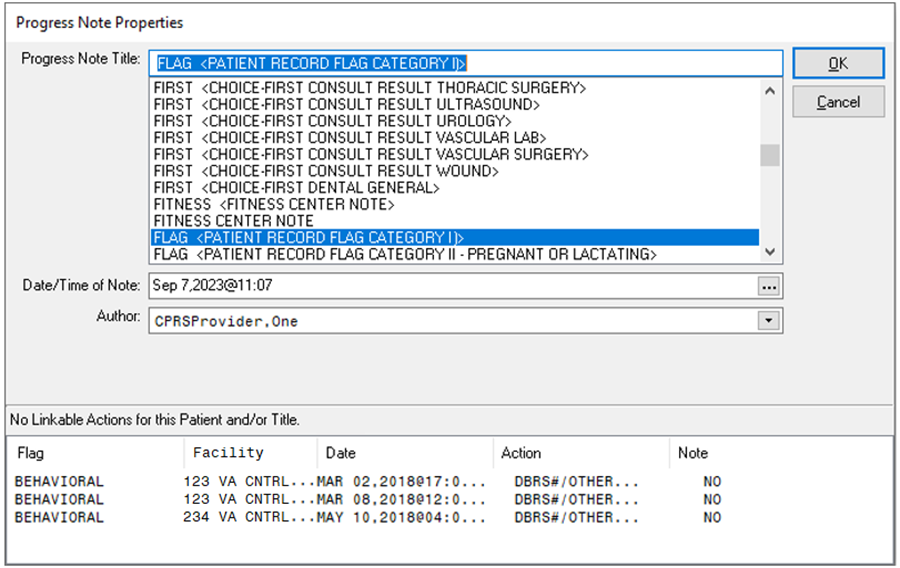 Progress Note Properties
Progress Note Title: FLAG <PATIENT RECORD FLAG CATEGORY I)>
OK
FIRST <CHOICE-FIRST CONSULT RESULT THORACIC SURGERY>
FIRST <CHOICE-FIRST CONSULT RESULT ULTRASOUND>
Cancel
FIRST <CHOICE-FIRST CONSULT RESULT UROLOGY>
FIRST <CHOICE-FIRST CONSULT RESULT VASCULAR LAB>
FIRST <CHOICE-FIRST CONSULT RESULT VASCULAR SURGERY>
FIRST <CHOICE-FIRST CONSULT RESULT WOUND>
FIRST <CHOICE-FIRST DENTAL GENERAL>
FITNESS <FITNESS CENTER NOTE>
FITNESS CENTER NOTE
FLAG <PATIENT RECORD FLAG CATEGORY I)>
FLAG <PATIENT RECORD FLAG CATEGORY II - PREGNANT OR LACTATING>
Date/Time of Note: Sep 7,2023@11:07 ...
Author: CPRSProvider,One
No Linkable Actions for this Patient and/or Title.
Flag Facility Date Action Note
BEHAVIORAL 123 VA CNTRL...MAR 02,2018@17:0... DBRS#/OTHER... NO
BEHAVIORAL 123 VA CNTRL...MAR 08,2018@12:0... DBRS#/OTHER... NO
BEHAVIORAL 234 VA CNTRL...MAY 10,2018@04:0... DBRS#/OTHER... NO